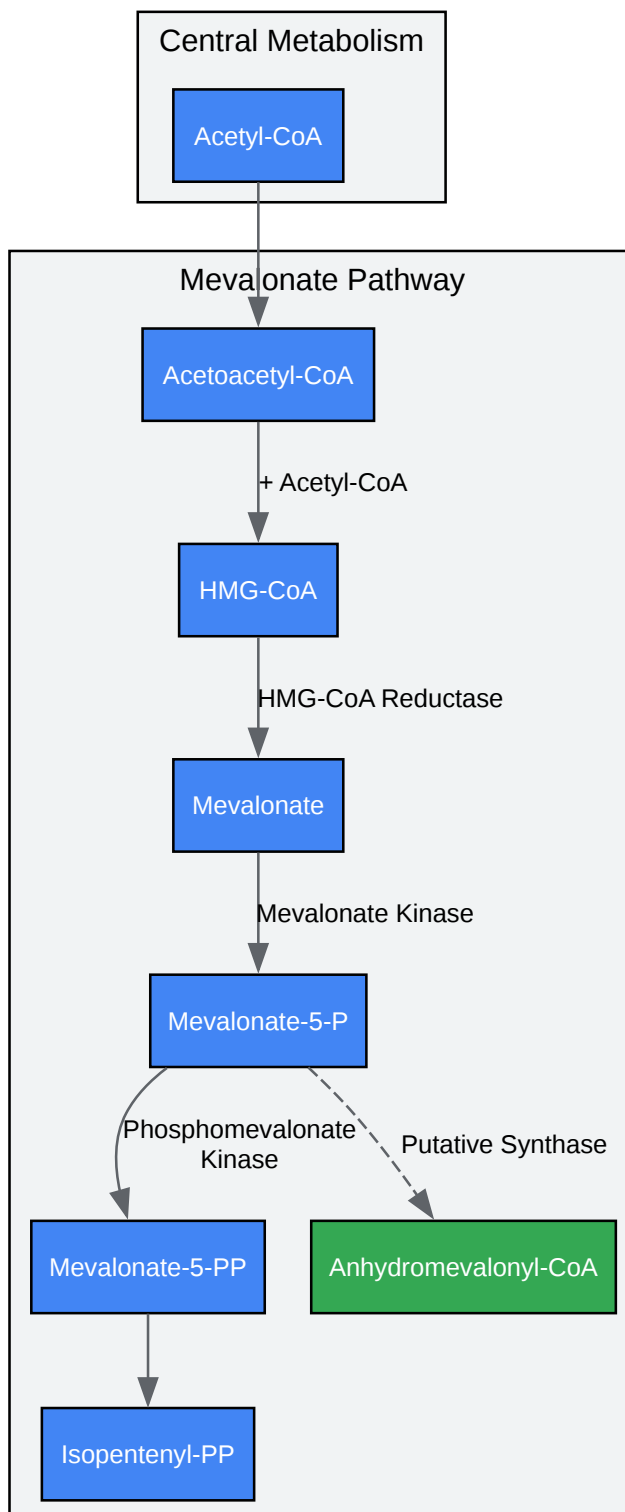 Central Metabolism
Acetyl-CoA
Mevalonate Pathway
Acetoacetyl-CoA
+ Acetyl-CoA
HMG-CoA
HMG-CoA Reductase
Mevalonate
Mevalonate Kinase
Mevalonate-5-P
Phosphomevalonate
Kinase
Putative Synthase
Mevalonate-5-PP
Anhydromevalonyl-CoA
Isopentenyl-PP